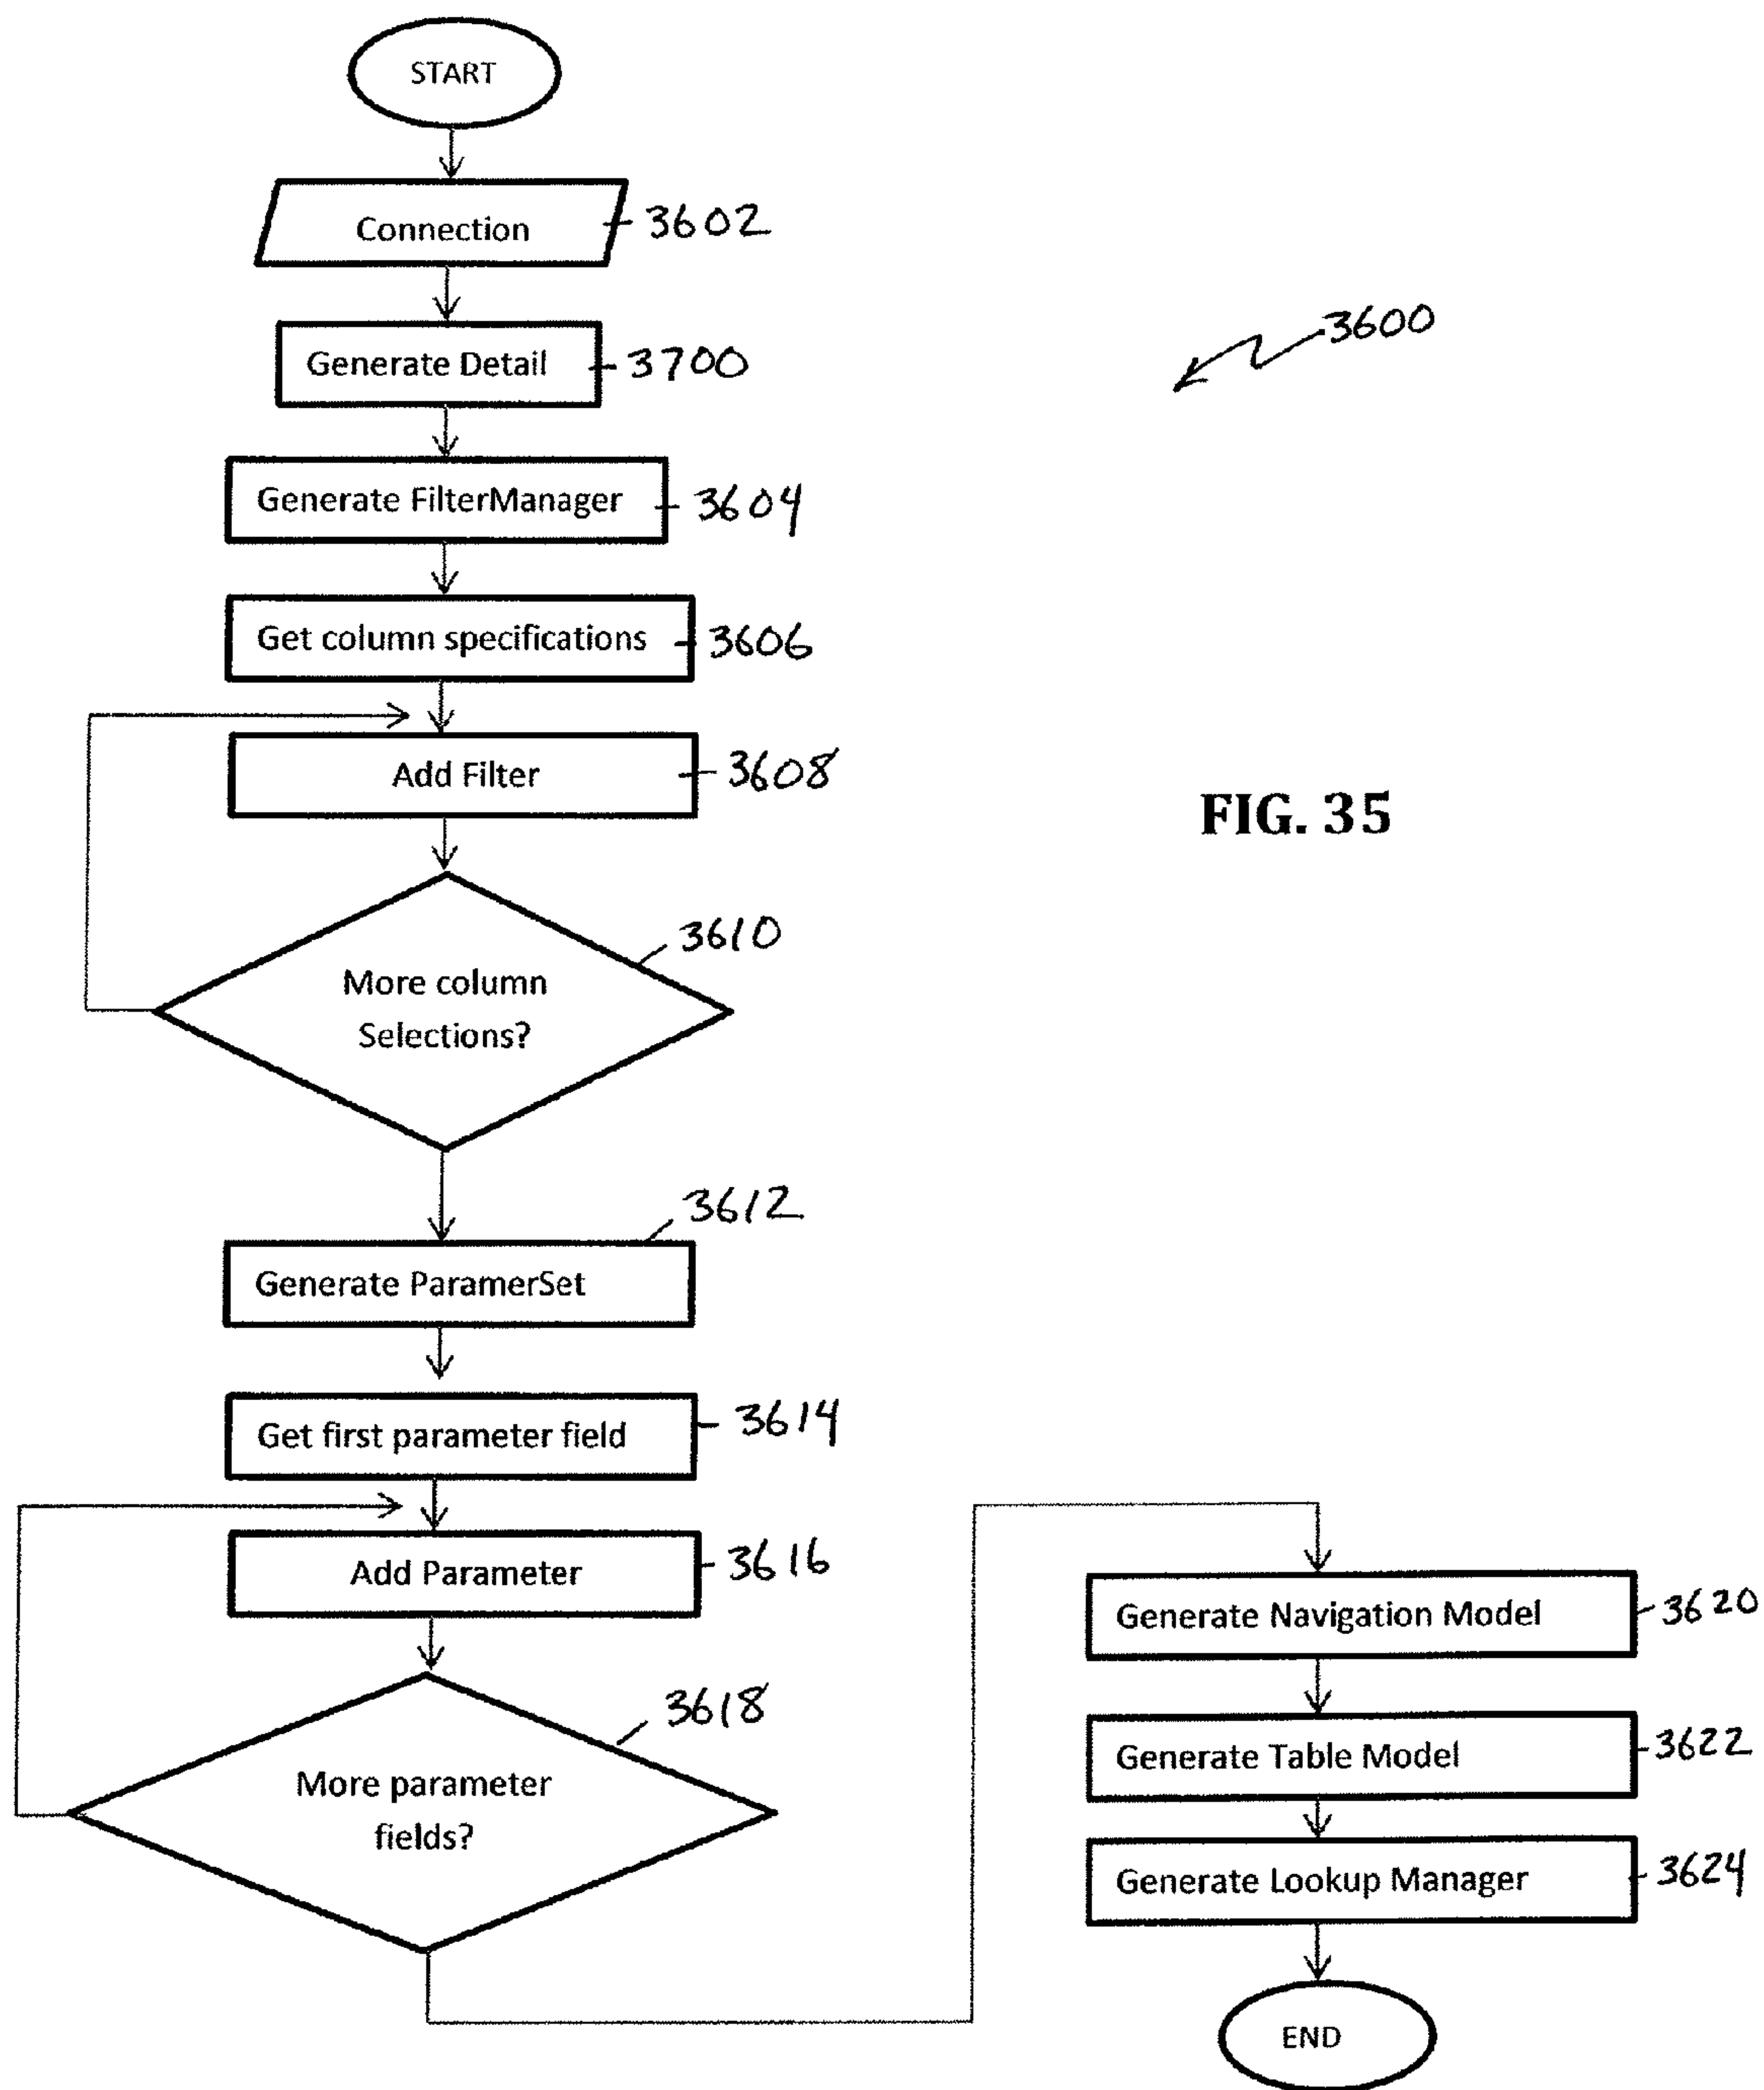 START
Connection 3602
Generate Detail 3700
3600
Generate FilterManager 3604
Get column specifications 3606
Add Filter 3608
FIG. 35
3610
More column
Selections?
3612
Generate ParamerSet
Get first parameter field 3614
Add Parameter 3616
3618
More parameter
fields?
Generate Navigation Model 3620
Generate Table Model 3622
Generate Lookup Manager 3624
END